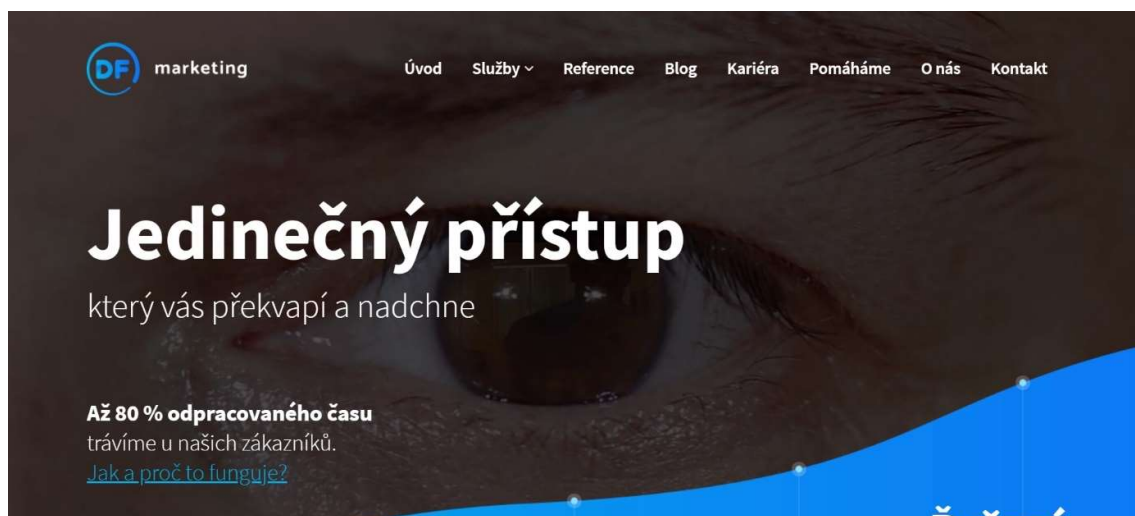 DF marketing
Úvod Služby Reference Blog Kariéra Pomáháme O nás Kontakt
Jedinečný přístup
který vás překvapí a nadchne
Až 80 % odpracovaného času
trávíme u našich zákazníků.
Jak a proč to funguje?